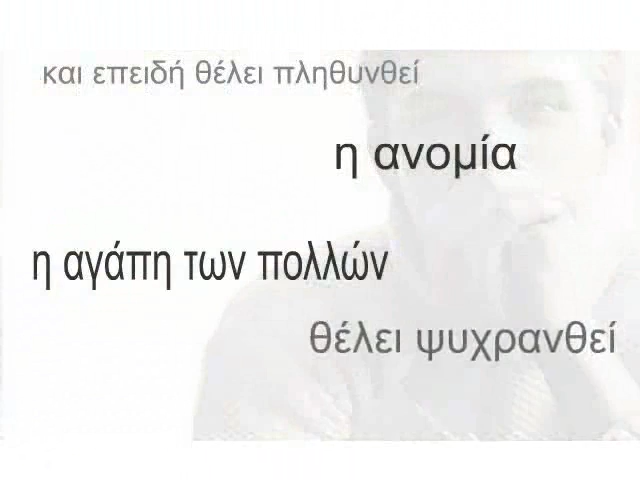 και επειδή θέλει πληθυνθεί
η ανομία
η αγάπη των πολλών
θέλει ψυχρανθεί